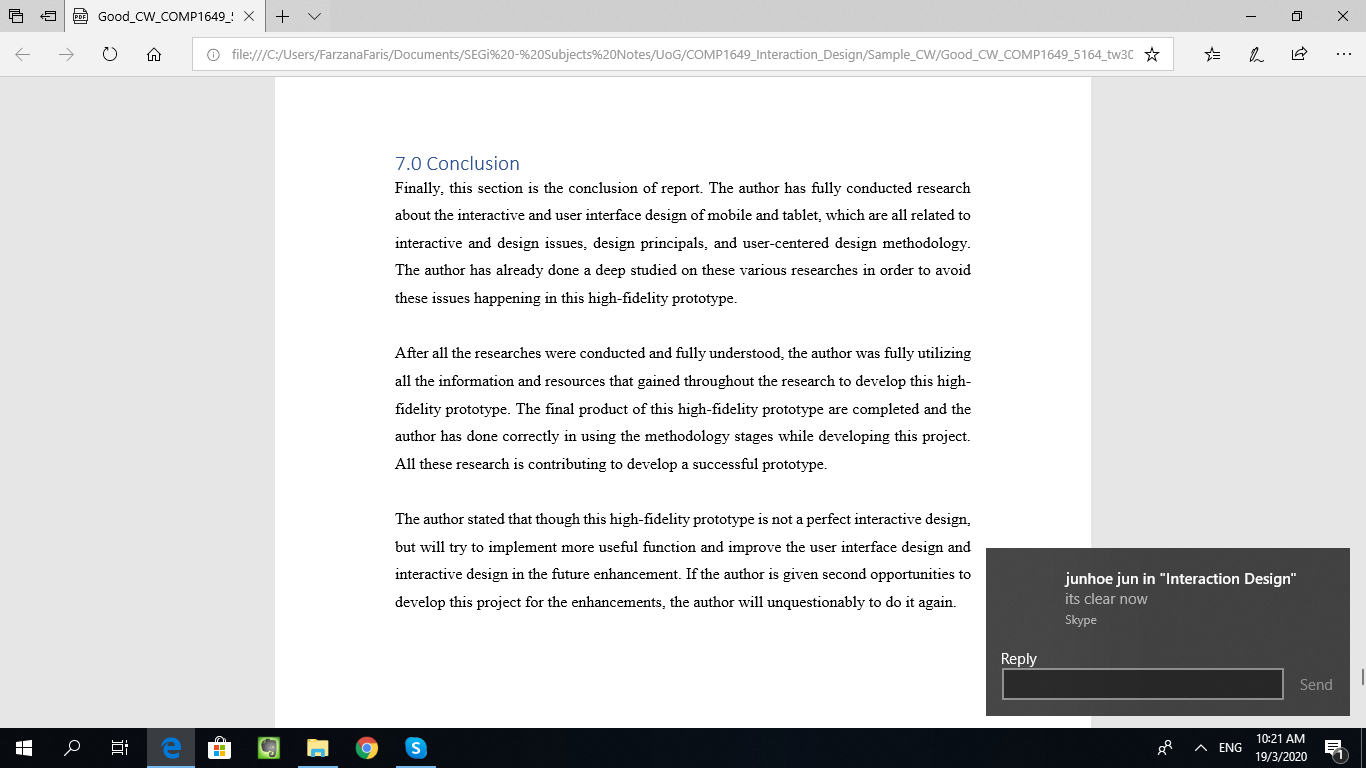 Good_CW_COMP1649_5
file:///C:/Users/FarzanaFaris/Documents/SEGi%20-%20Subjects%20Notes/UoG/COMP1649_Interaction_Design/Sample_CW/Good_CW_COMP1649_5164_tw30
7.0 Conclusion
Finally, this section is the conclusion of report. The author has fully conducted research
about the interactive and user interface design of mobile and tablet, which are all related to
interactive and design issues, design principals, and user-centered design methodology.
The author has already done a deep studied on these various researches in order to avoid
these issues happening in this high-fidelity prototype.
After all the researches were conducted and fully understood, the author was fully utilizing
all the information and resources that gained throughout the research to develop this high-
fidelity prototype. The final product of this high-fidelity prototype are completed and the
author has done correctly in using the methodology stages while developing this project.
All these research is contributing to develop a successful prototype.
The author stated that though this high-fidelity prototype is not a perfect interactive design,
but will try to implement more useful function and improve the user interface design and
interactive design in the future enhancement. If the author is given second opportunities to
develop this project for the enhancements, the author will unquestionably to do it again.
junhoe jun in "Interaction Design"
its clear now
Skype
Reply
Send
ENG
10:21 AM
19/3/2020
1